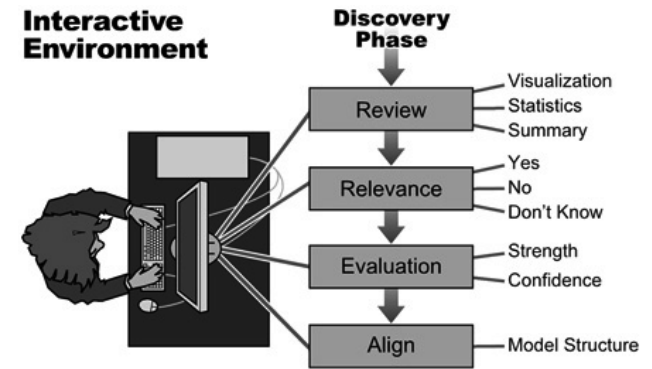 Interactive
Environment
Discovery
Phase
Review
Visualization
Statistics
Summary
Relevance
Yes
No
Don't Know
Evaluation
Strength
Confidence
Align
Model Structure